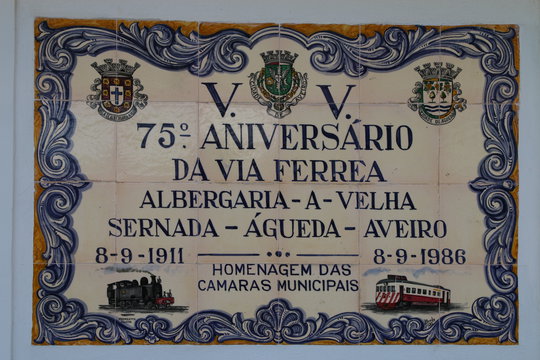 V. V.
75.º ANIVERSÁRIO
DA VIA FERREA
ALBERGARIA - A - VELHA
SERNADA - ÁGUEDA - AVEIRO
8-9-1911 8-9-1986
HOMENAGEM DAS
CAMARAS MUNICIPAIS